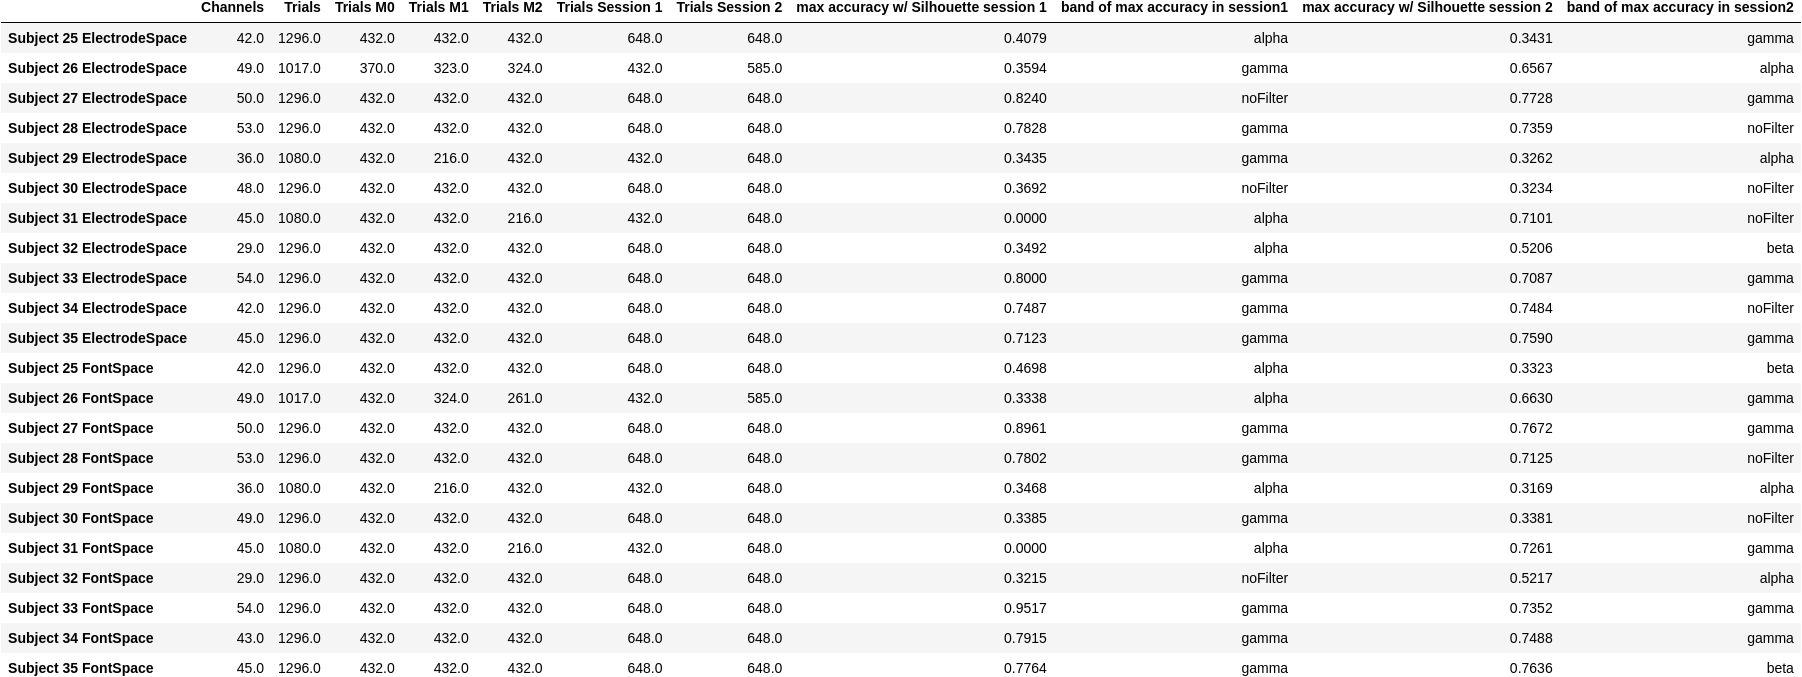 Channels Trials Trials M0 Trials M1 Trials M2 Trials Session 1 Trials Session 2 max accuracy w/ Silhouette session 1 band of max accuracy in session1 max accuracy w/ Silhouette session 2 band of max accuracy in session2
Subject 25 ElectrodeSpace 42.0 1296.0 432.0 432.0 432.0 648.0 648.0 0.4079 alpha 0.3431 gamma
Subject 26 ElectrodeSpace 49.0 1017.0 370.0 323.0 324.0 432.0 585.0 0.3594 gamma 0.6567 alpha
Subject 27 ElectrodeSpace 50.0 1296.0 432.0 432.0 432.0 648.0 648.0 0.8240 noFilter 0.7728 gamma
Subject 28 ElectrodeSpace 53.0 1296.0 432.0 432.0 432.0 648.0 648.0 0.7828 gamma 0.7359 noFilter
Subject 29 ElectrodeSpace 36.0 1080.0 432.0 216.0 432.0 432.0 648.0 0.3435 gamma 0.3262 alpha
Subject 30 ElectrodeSpace 48.0 1296.0 432.0 432.0 432.0 648.0 648.0 0.3692 noFilter 0.3234 noFilter
Subject 31 ElectrodeSpace 45.0 1080.0 432.0 432.0 216.0 432.0 648.0 0.0000 alpha 0.7101 noFilter
Subject 32 ElectrodeSpace 29.0 1296.0 432.0 432.0 432.0 648.0 648.0 0.3492 alpha 0.5206 beta
Subject 33 ElectrodeSpace 54.0 1296.0 432.0 432.0 432.0 648.0 648.0 0.8000 gamma 0.7087 gamma
Subject 34 ElectrodeSpace 42.0 1296.0 432.0 432.0 432.0 648.0 648.0 0.7487 gamma 0.7484 noFilter
Subject 35 ElectrodeSpace 45.0 1296.0 432.0 432.0 432.0 648.0 648.0 0.7123 gamma 0.7590 gamma
Subject 25 FontSpace 42.0 1296.0 432.0 432.0 432.0 648.0 648.0 0.4698 alpha 0.3323 beta
Subject 26 FontSpace 49.0 1017.0 432.0 324.0 261.0 432.0 585.0 0.3338 alpha 0.6630 gamma
Subject 27 FontSpace 50.0 1296.0 432.0 432.0 432.0 648.0 648.0 0.8961 gamma 0.7672 gamma
Subject 28 FontSpace 53.0 1296.0 432.0 432.0 432.0 648.0 648.0 0.7802 gamma 0.7125 noFilter
Subject 29 FontSpace 36.0 1080.0 432.0 216.0 432.0 432.0 648.0 0.3468 alpha 0.3169 alpha
Subject 30 FontSpace 49.0 1296.0 432.0 432.0 432.0 648.0 648.0 0.3385 gamma 0.3381 noFilter
Subject 31 FontSpace 45.0 1080.0 432.0 432.0 216.0 432.0 648.0 0.0000 alpha 0.7261 gamma
Subject 32 FontSpace 29.0 1296.0 432.0 432.0 432.0 648.0 648.0 0.3215 noFilter 0.5217 alpha
Subject 33 FontSpace 54.0 1296.0 432.0 432.0 432.0 648.0 648.0 0.9517 gamma 0.7352 gamma
Subject 34 FontSpace 43.0 1296.0 432.0 432.0 432.0 648.0 648.0 0.7915 gamma 0.7488 gamma
Subject 35 FontSpace 45.0 1296.0 432.0 432.0 432.0 648.0 648.0 0.7764 gamma 0.7636 beta